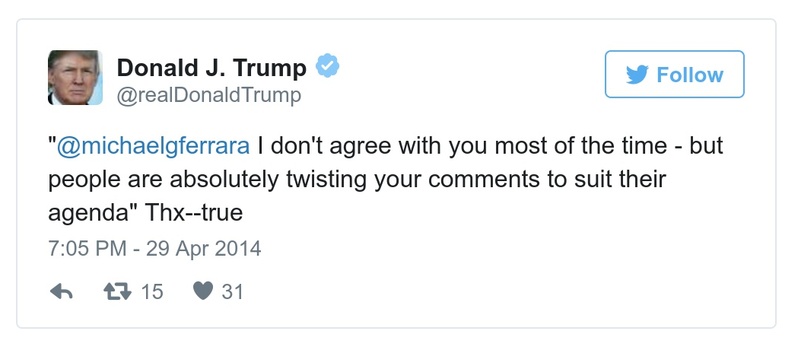 Donald J. Trump
Follow
@realDonaldTrump
"@michaelgferrara I don't agree with you most of the time - but
people are absolutely twisting your comments to suit their
agenda" Thx--true
7:05 PM - 29 Apr 2014
15 31